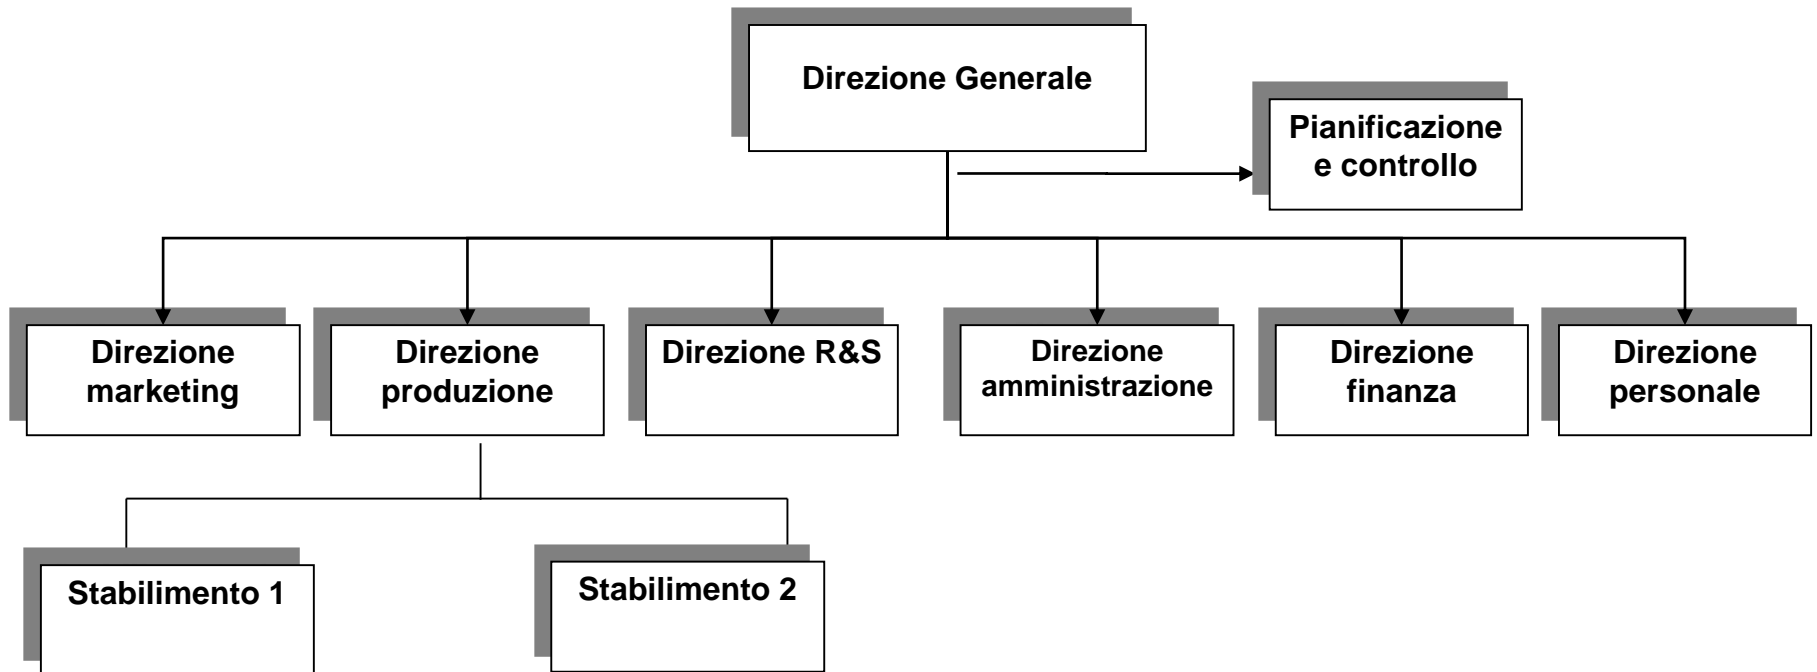 Direzione Generale
Pianificazione
e controllo
Direzione
marketing
Direzione
produzione
Direzione R&S
Direzione
amministrazione
Direzione
finanza
Direzione
personale
Stabilimento 1
Stabilimento 2